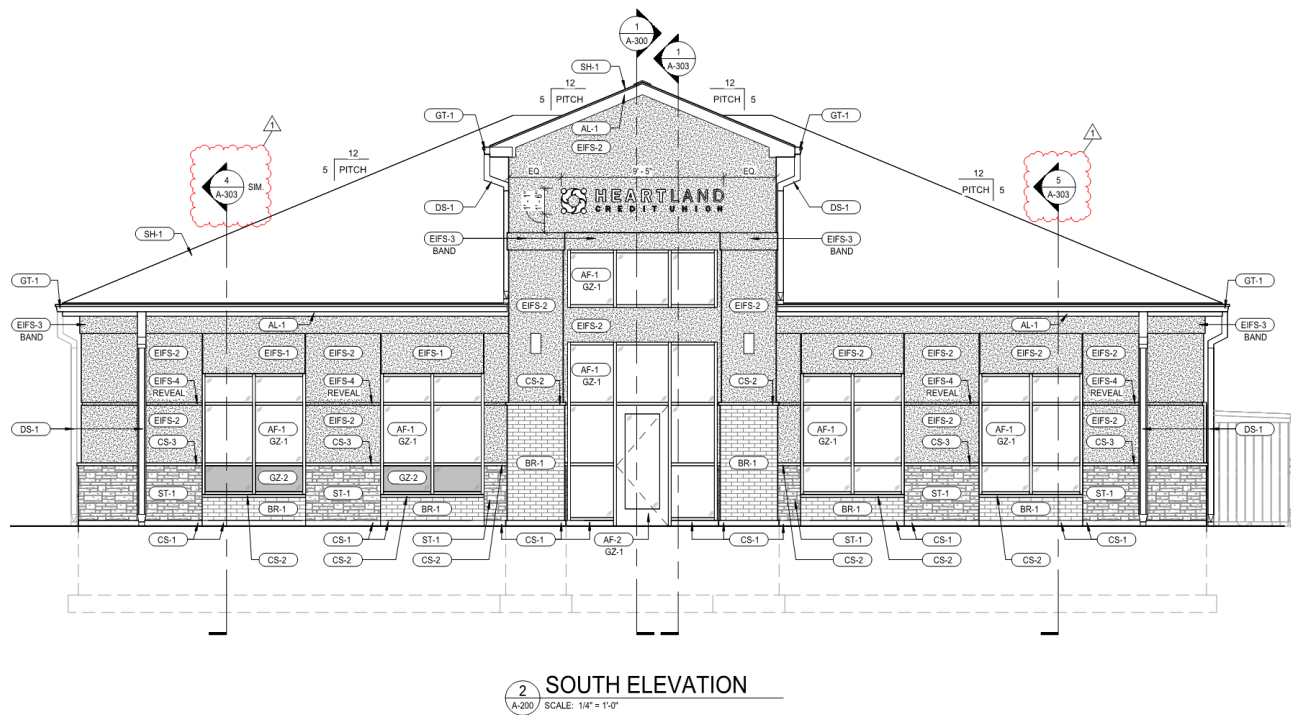 1
A-300
1
A-303
SH-1
12
PITCH
5
12
PITCH
5
GT-1
GT-1
AL-1
EIFS-2
1
1
4
A-303
SIM.
5
12
PITCH
5
A-303
12
PITCH
5
EQ.
9' - 5"
EQ.
1' - 1"
1' - 6"
HEARTLAND
CREDIT UNION
DS-1
DS-1
SH-1
EIFS-3
BAND
EIFS-3
BAND
AF-1
GZ-1
GT-1
GT-1
EIFS-2
EIFS-2
EIFS-3
BAND
AL-1
EIFS-2
AL-1
EIFS-3
BAND
EIFS-2
EIFS-1
EIFS-2
EIFS-1
EIFS-2
EIFS-2
EIFS-2
EIFS-2
AF-1
GZ-1
EIFS-4
REVEAL
EIFS-4
REVEAL
CS-2
CS-2
EIFS-4
REVEAL
EIFS-4
REVEAL
DS-1
EIFS-2
AF-1
GZ-1
EIFS-2
AF-1
GZ-1
AF-1
GZ-1
EIFS-2
AF-1
GZ-1
EIFS-2
DS-1
CS-3
CS-3
CS-3
CS-3
BR-1
BR-1
GZ-2
GZ-2
ST-1
ST-1
ST-1
ST-1
BR-1
BR-1
BR-1
BR-1
CS-1
CS-1
ST-1
CS-1
AF-2
GZ-1
CS-1
ST-1
CS-1
CS-1
CS-2
CS-2
CS-2
CS-2
CS-2
CS-2
2
A-200
SOUTH ELEVATION
SCALE: 1/4" = 1'-0"